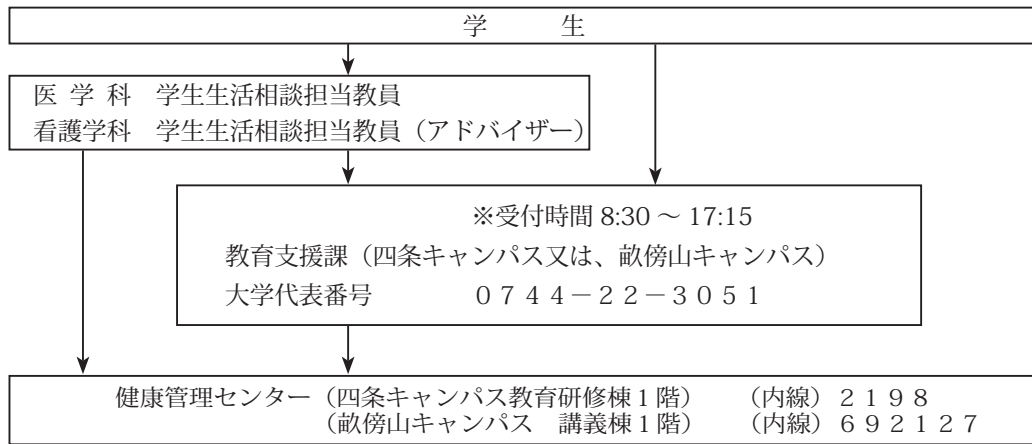 学　　　生
医 学 科　学生生活相談担当教員
看護学科　学生生活相談担当教員（アドバイザー）
※受付時間 8:30 ～ 17:15
教育支援課（四条キャンパス又は、畝傍山キャンパス）
大学代表番号　　　　０７４４－２２－３０５１
健康管理センター（四条キャンパス教育研修棟１階）　　（内線）２１９８
（畝傍山キャンパス　講義棟１階）　　（内線）６９２１２７